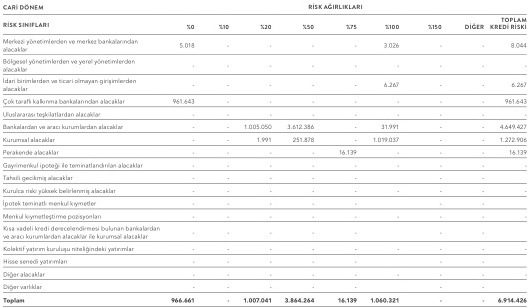 CARİ DÖNEM RİSK AĞIRLIKLARI
RİSK SINIFLARI %0 %10 %20 %50 %75 %100 %150 DİĞER TOPLAM KREDİ RİSKİ
Merkezi yönetimlerden ve merkez bankalarından
alacaklar 5.018 - - - - 3.026 - - 8.044
Bölgesel yönetimlerden ve yerel yönetimlerden
alacaklar - - - - - - - - -
İdari birimlerden ve ticari olmayan girişimlerden
alacaklar - - - - - 6.267 - - 6.267
Çok taraflı kalkınma bankalarından alacaklar 961.643 - - - - - - - 961.643
Uluslararası teşkilatlardan alacaklar - - - - - - - - -
Bankalardan ve aracı kurumlardan alacaklar - - 1.005.050 3.612.386 - 31.991 - - 4.649.427
Kurumsal alacaklar - - 1.991 251.878 - 1.019.037 - - 1.272.906
Perakende alacaklar - - - - 16.139 - - - 16.139
Gayrimenkul ipoteği ile teminatlandırılan alacaklar - - - - - - - - -
Tahsili gecikmiş alacaklar - - - - - - - -
Kurulca riski yüksek belirlenmiş alacaklar - - - - - - - - -
İpotek teminatlı menkul kıymetler - - - - - - - -
Menkul kıymetleştirme pozisyonları - - - - - - - - -
Kısa vadeli kredi derecelendirmesi bulunan bankalardan
ve aracı kurumlardan alacaklar ile kurumsal alacaklar - - - - - - - -
Kolektif yatırım kuruluşu niteliğindeki yatırımlar - - - - - - - - -
Hisse senedi yatırımları - - - - - - - -
Diğer alacaklar - - - - - - - - -
Diğer varlıklar - - - - - - - -
Toplam 966.661 - 1.007.041 3.864.264 16.139 1.060.321 - - 6.914.426